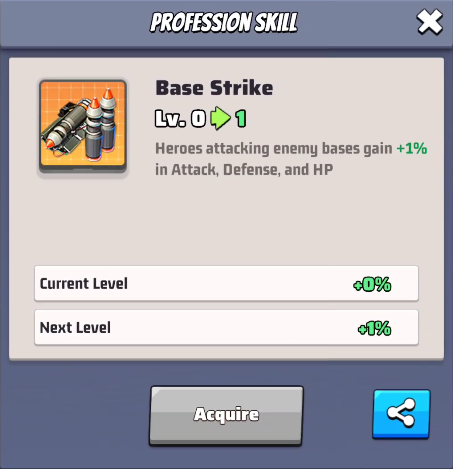 PROFESSION SKILL
Base Strike
Lv. 0 1
Heroes attacking enemy bases gain +1%
in Attack, Defense, and HP
Current Level +0%
Next Level +1%
Acquire